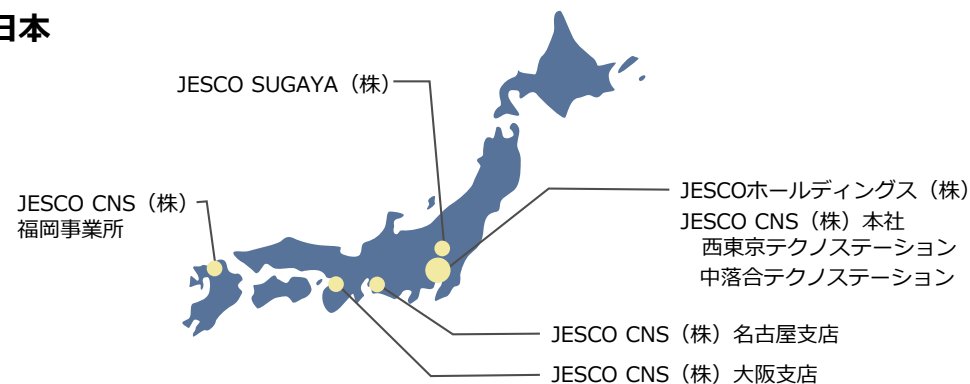 日本
JESCO SUGAYA（株）
JESCO CNS（株）
福岡事業所
JESCOホールディングス（株）
JESCO CNS（株）本社
西東京テクノステーション
中落合テクノステーション
JESCO CNS（株）名古屋支店
JESCO CNS（株）大阪支店